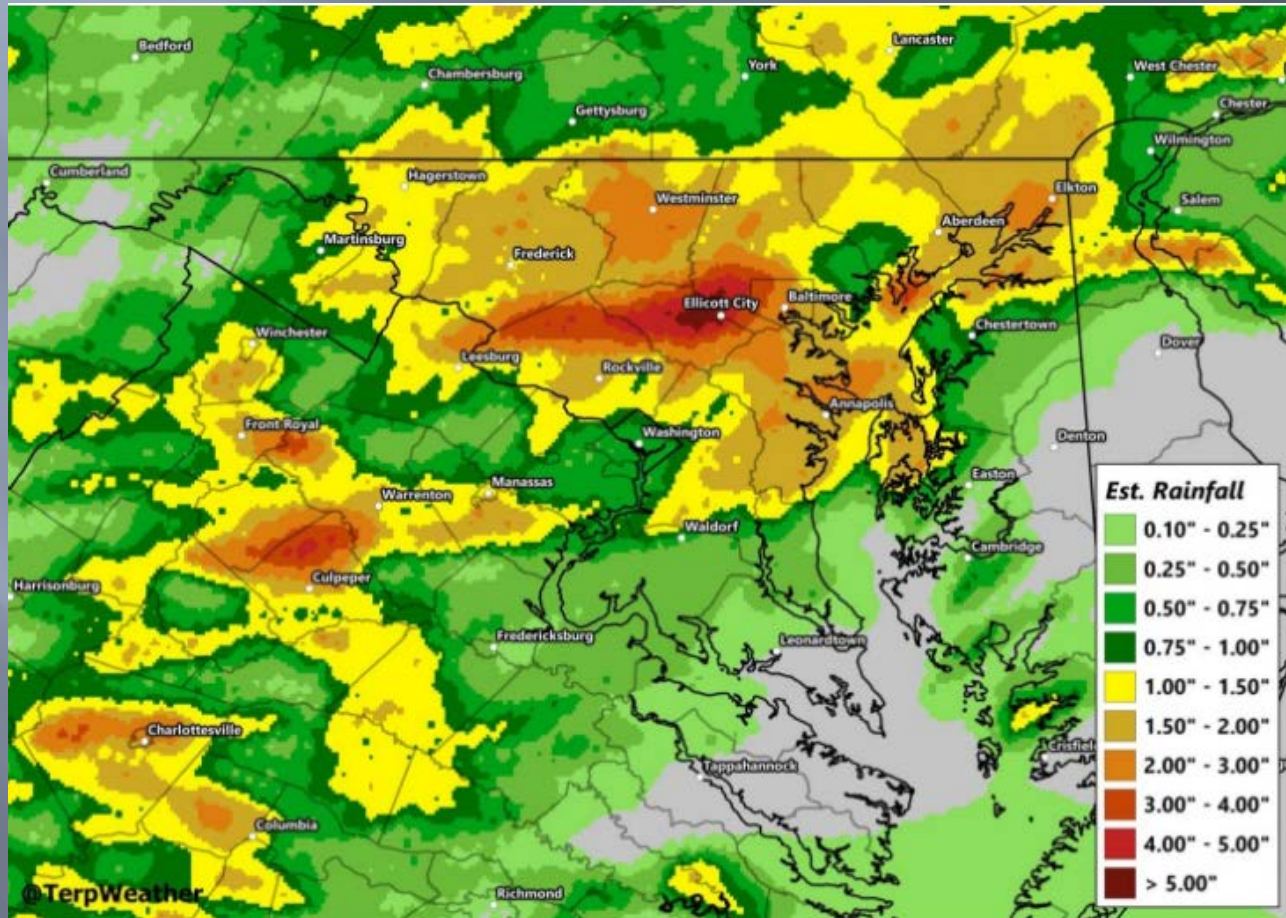 Bedford
Lancaster
Chambersburg
York
West Chester
Gettysburg
Chester
Wilmington
Cumberland
Hagerstown
Westminster
Elkton
Salem
Aberdeen
Martinsburg
Frederick
Ellicott City
Baltimore
Chestertown
Winchester
Leesburg
Rockville
Dover
Annapolis
Front Royal
Washington
Denton
Manassas
Easton
Warrenton
Waldorf
Cambridge
Harrisonburg
Culpeper
Fredericksburg
Leonardtown
Charlottesville
Tappahannock
Columbia
Richmond
@TerpWeather
Est. Rainfall
0.10" - 0.25"
0.25" - 0.50"
0.50" - 0.75"
0.75" - 1.00"
1.00" - 1.50"
1.50" - 2.00"
2.00" - 3.00"
3.00" - 4.00"
4.00" - 5.00"
> 5.00"